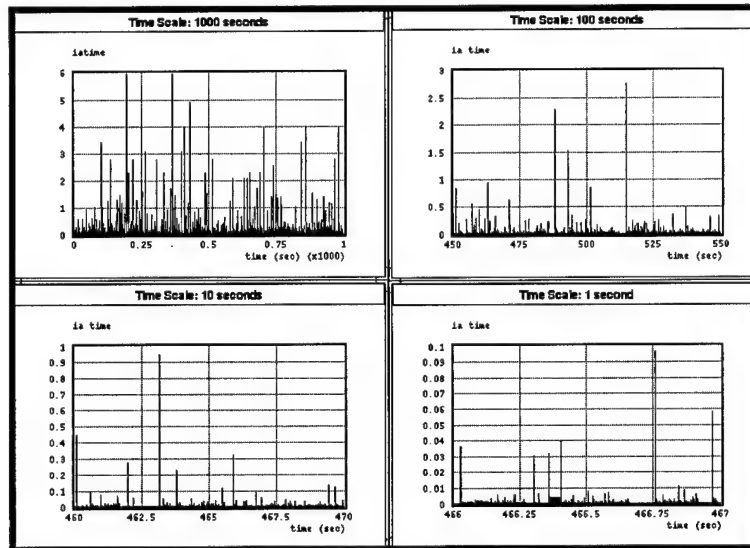 Time Scale: 1000 seconds
iatime
6
5
4
3
2
1
0
0 0.25 0.5 0.75 1
time (sec) (x1000)
Time Scale: 100 seconds
ia time
3
2.5
2
1.5
1
0.5
0
450 475 500 525 550
time (sec)
Time Scale: 10 seconds
ia time
1
0.9
0.8
0.7
0.6
0.5
0.4
0.3
0.2
0.1
0
460 462.5 465 467.5 470
time (sec)
Time Scale: 1 second
ia time
0.1
0.09
0.08
0.07
0.06
0.05
0.04
0.03
0.02
0.01
0
466 466.25 466.5 466.75 467
time (sec)